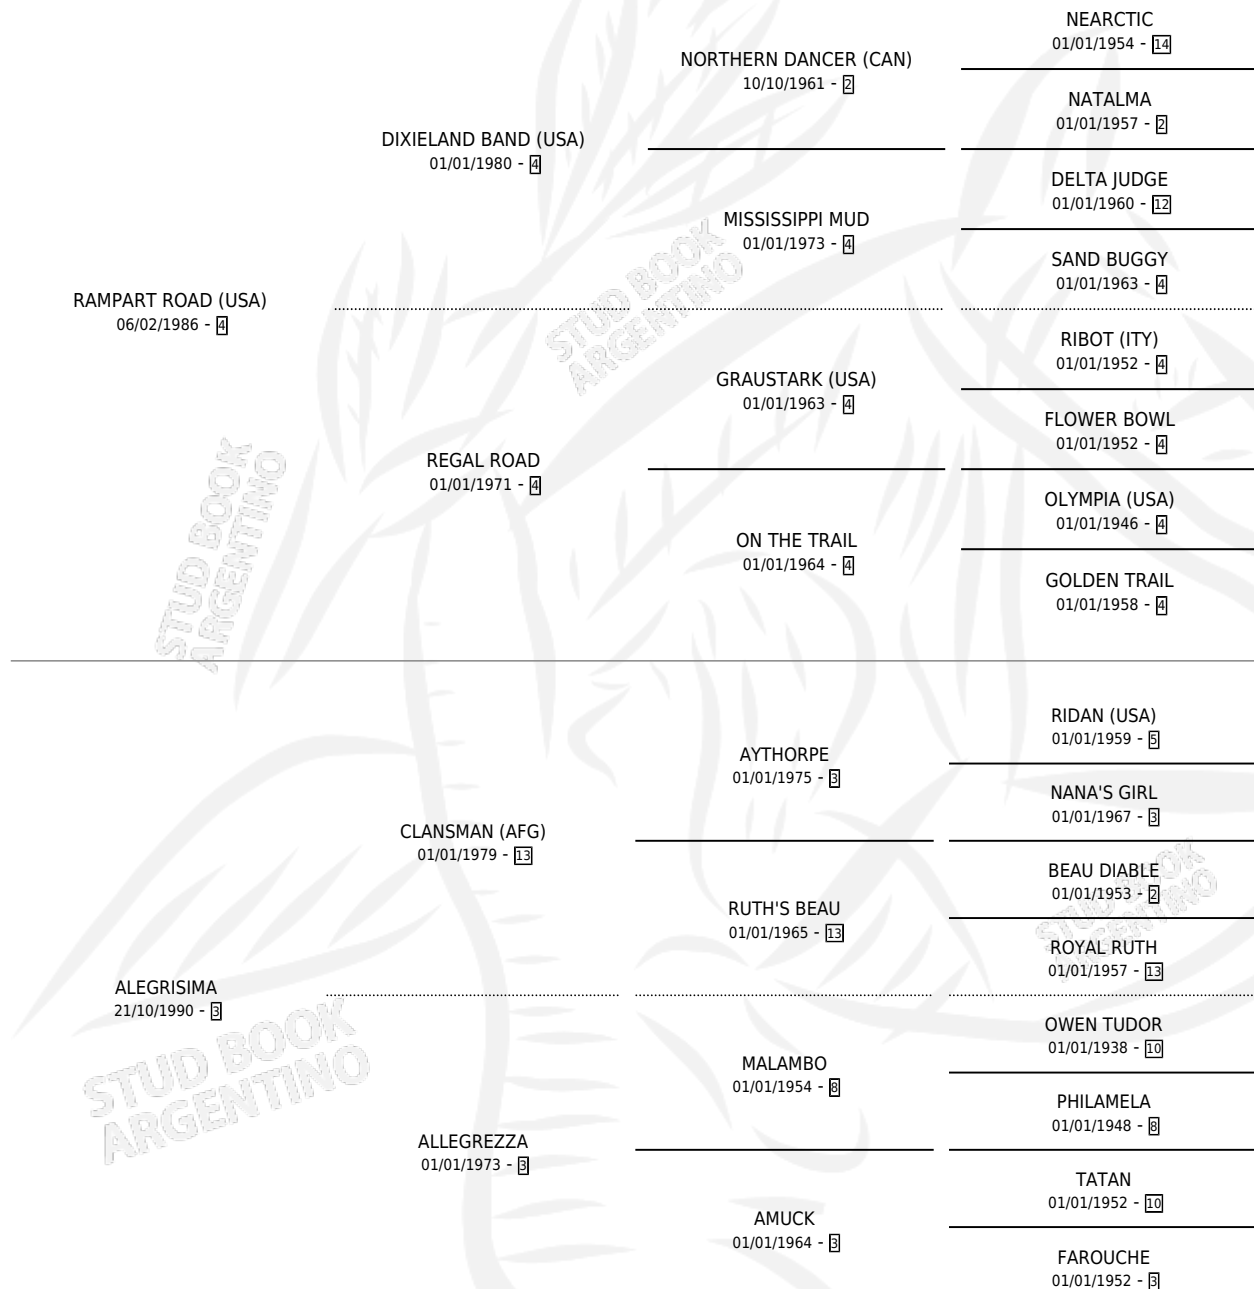 NEARCTIC
01/01/1954 - 14
NORTHERN DANCER (CAN)
10/10/1961 - 2
NATALMA
01/01/1957 - 2
DIXIELAND BAND (USA)
01/01/1980 - 4
DELTA JUDGE
01/01/1960 - 12
MISSISSIPPI MUD
01/01/1973 - 4
SAND BUGGY
01/01/1963 - 4
RAMPART ROAD (USA)
06/02/1986 - 4
RIBOT (ITY)
01/01/1952 - 4
GRAUSTARK (USA)
01/01/1963 - 4
FLOWER BOWL
01/01/1952 - 4
REGAL ROAD
01/01/1971 - 4
OLYMPIA (USA)
01/01/1946 - 4
ON THE TRAIL
01/01/1964 - 4
GOLDEN TRAIL
01/01/1958 - 4
RIDAN (USA)
01/01/1959 - 5
AYTHORPE
01/01/1975 - 3
NANA'S GIRL
01/01/1967 - 3
CLANSMAN (AFG)
01/01/1979 - 13
BEAU DIABLE
01/01/1953 - 2
RUTH'S BEAU
01/01/1965 - 13
ROYAL RUTH
01/01/1957 - 13
ALEGRISIMA
21/10/1990 - 3
OWEN TUDOR
01/01/1938 - 10
MALAMBO
01/01/1954 - 8
PHILAMELA
01/01/1948 - 8
ALLEGREZZA
01/01/1973 - 3
TATAN
01/01/1952 - 10
AMUCK
01/01/1964 - 3
FAROUCHE
01/01/1952 - 3
STUD BOOK
ARGENTINO
STUD BOOK
ARGENTINO
STUD BOOK
ARGENTINO
STUD BOOK
ARGENTINO